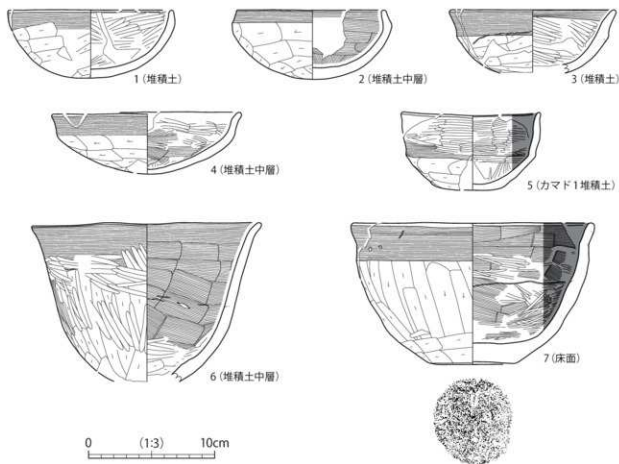 1（堆積土）
2（堆積土中層）
3（堆積土）
4（堆積土中層）
5（カマド1堆積土）
6（堆積土中層）
7（床面）
0 （1:3） 10cm